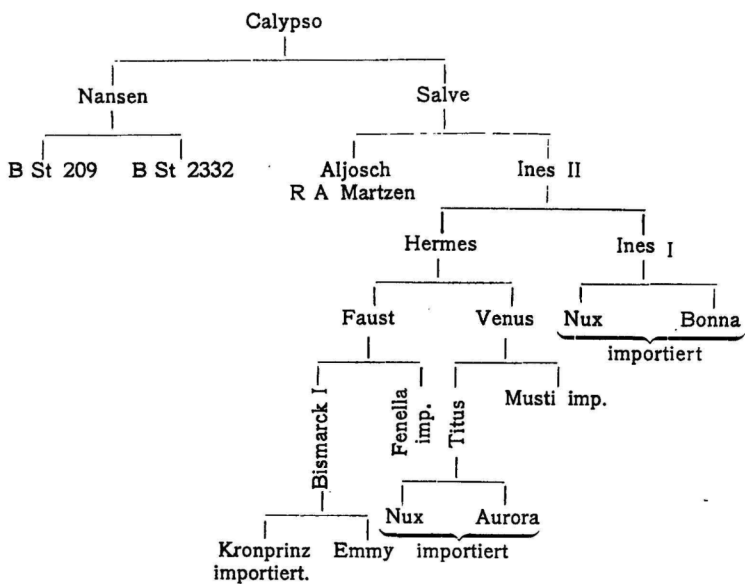 Calypso
Nansen Salve
B St 209 B St 2332 Aljosch Ines II
R A Martzen
Hermes Ines I
Faust Venus Nux Bonna
importiert
Bismarck I Fenella imp. Titus Musti imp.
Nux Aurora
Kronprinz Emmy importiert
importiert.